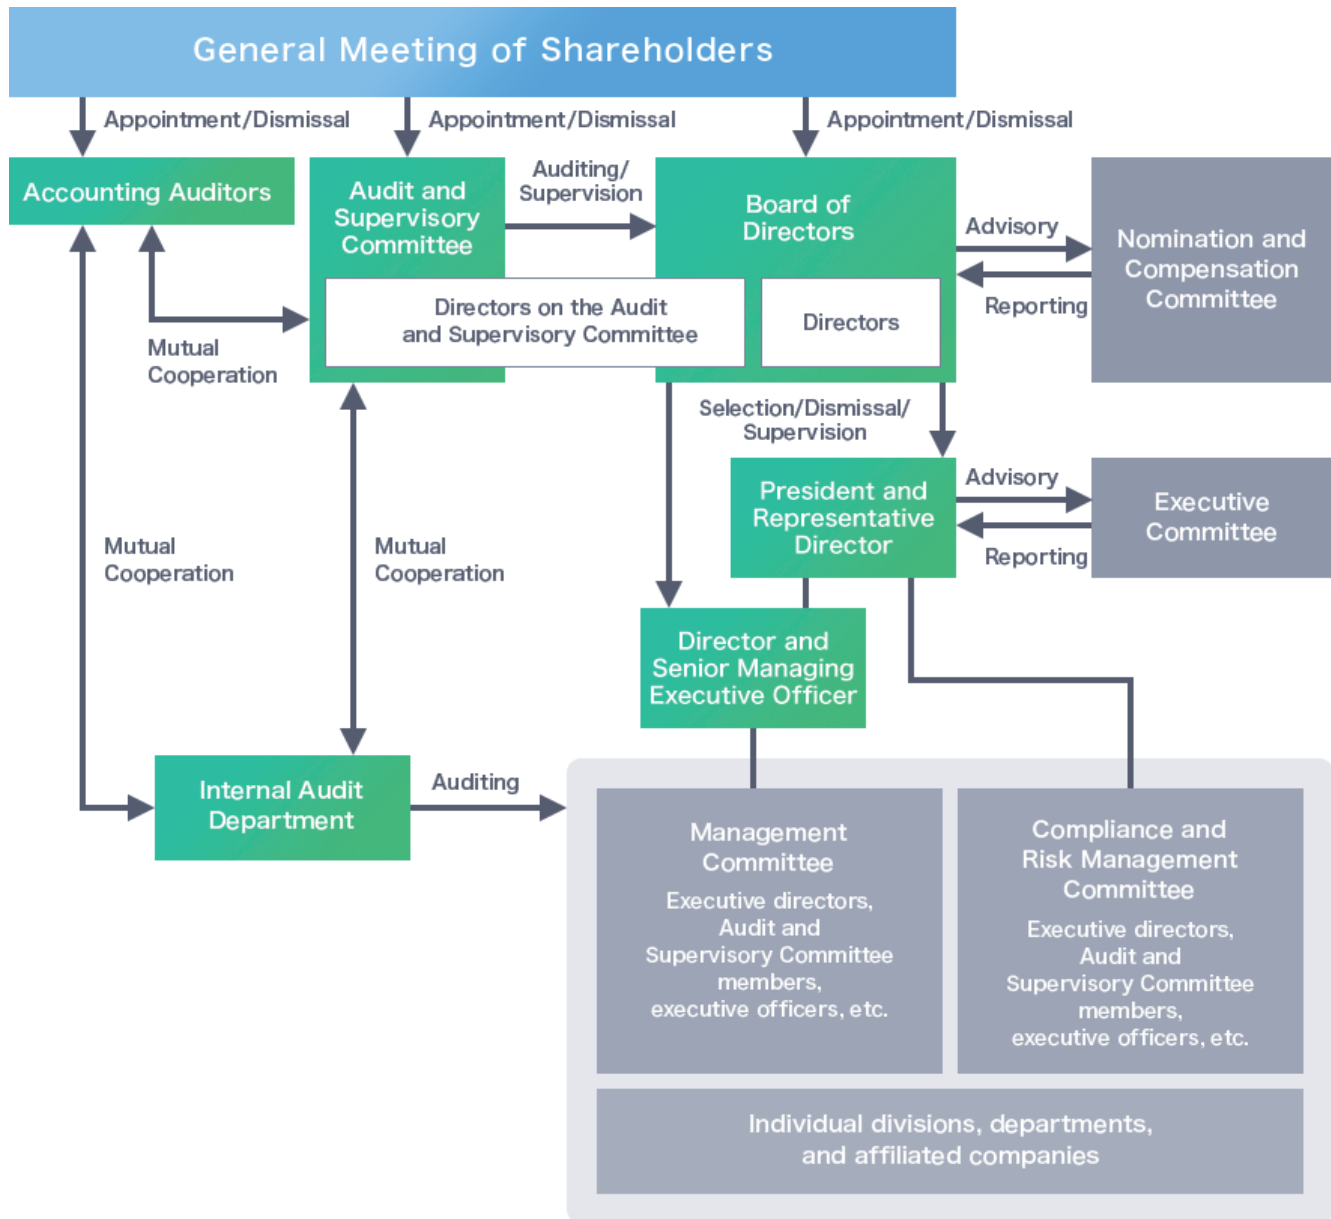 General Meeting of Shareholders
Appointment/Dismissal
Appointment/Dismissal
Appointment/Dismissal
Accounting Auditors
Audit and
Supervisory
Committee
Auditing/
Supervision
Board of
Directors
Advisory
Reporting
Nomination and
Compensation
Committee
Directors on the Audit
and Supervisory Committee
Directors
Mutual
Cooperation
Selection/Dismissal/
Supervision
President and
Representative
Director
Advisory
Reporting
Executive
Committee
Mutual
Cooperation
Mutual
Cooperation
Director and
Senior Managing
Executive Officer
Internal Audit
Department
Auditing
Management
Committee
Executive directors,
Audit and
Supervisory Committee
members,
executive officers, etc.
Compliance and
Risk Management
Committee
Executive directors,
Audit and
Supervisory Committee
members,
executive officers, etc.
Individual divisions, departments,
and affiliated companies